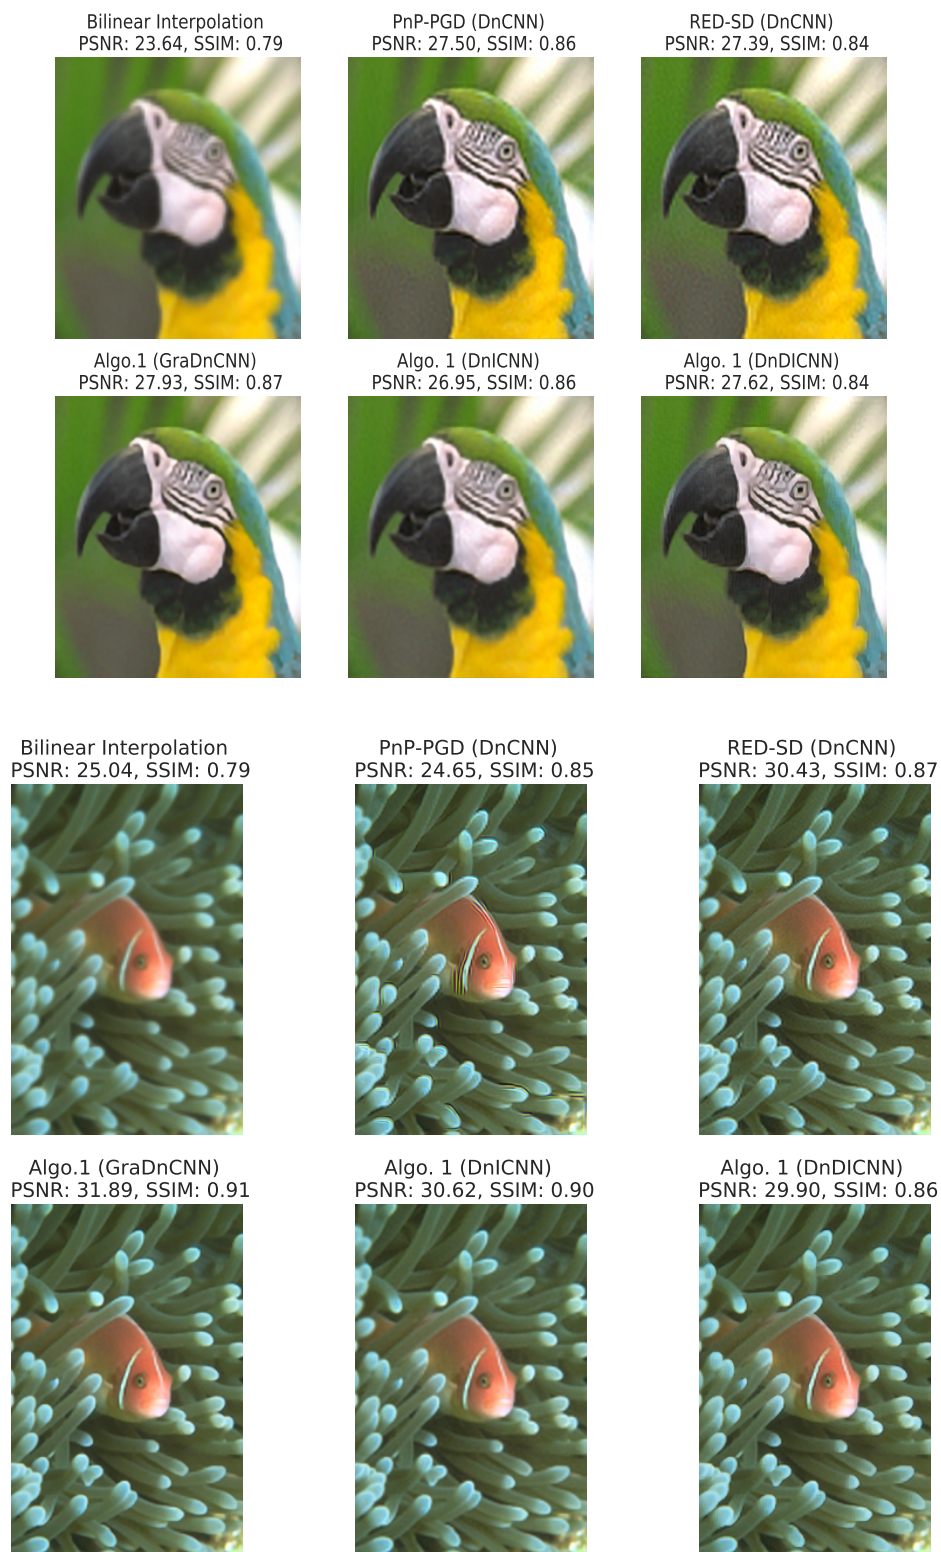 Bilinear Interpolation
PSNR: 23.64, SSIM: 0.79
PnP-PGD (DnCNN)
PSNR: 27.50, SSIM: 0.86
RED-SD (DnCNN)
PSNR: 27.39, SSIM: 0.84
Algo.1 (GraDnCNN)
PSNR: 27.93, SSIM: 0.87
Algo. 1 (DnICNN)
PSNR: 26.95, SSIM: 0.86
Algo. 1 (DnDICNN)
PSNR: 27.62, SSIM: 0.84
Bilinear Interpolation
PSNR: 25.04, SSIM: 0.79
PnP-PGD (DnCNN)
PSNR: 24.65, SSIM: 0.85
RED-SD (DnCNN)
PSNR: 30.43, SSIM: 0.87
Algo.1 (GraDnCNN)
PSNR: 31.89, SSIM: 0.91
Algo. 1 (DnICNN)
PSNR: 30.62, SSIM: 0.90
Algo. 1 (DnDICNN)
PSNR: 29.90, SSIM: 0.86